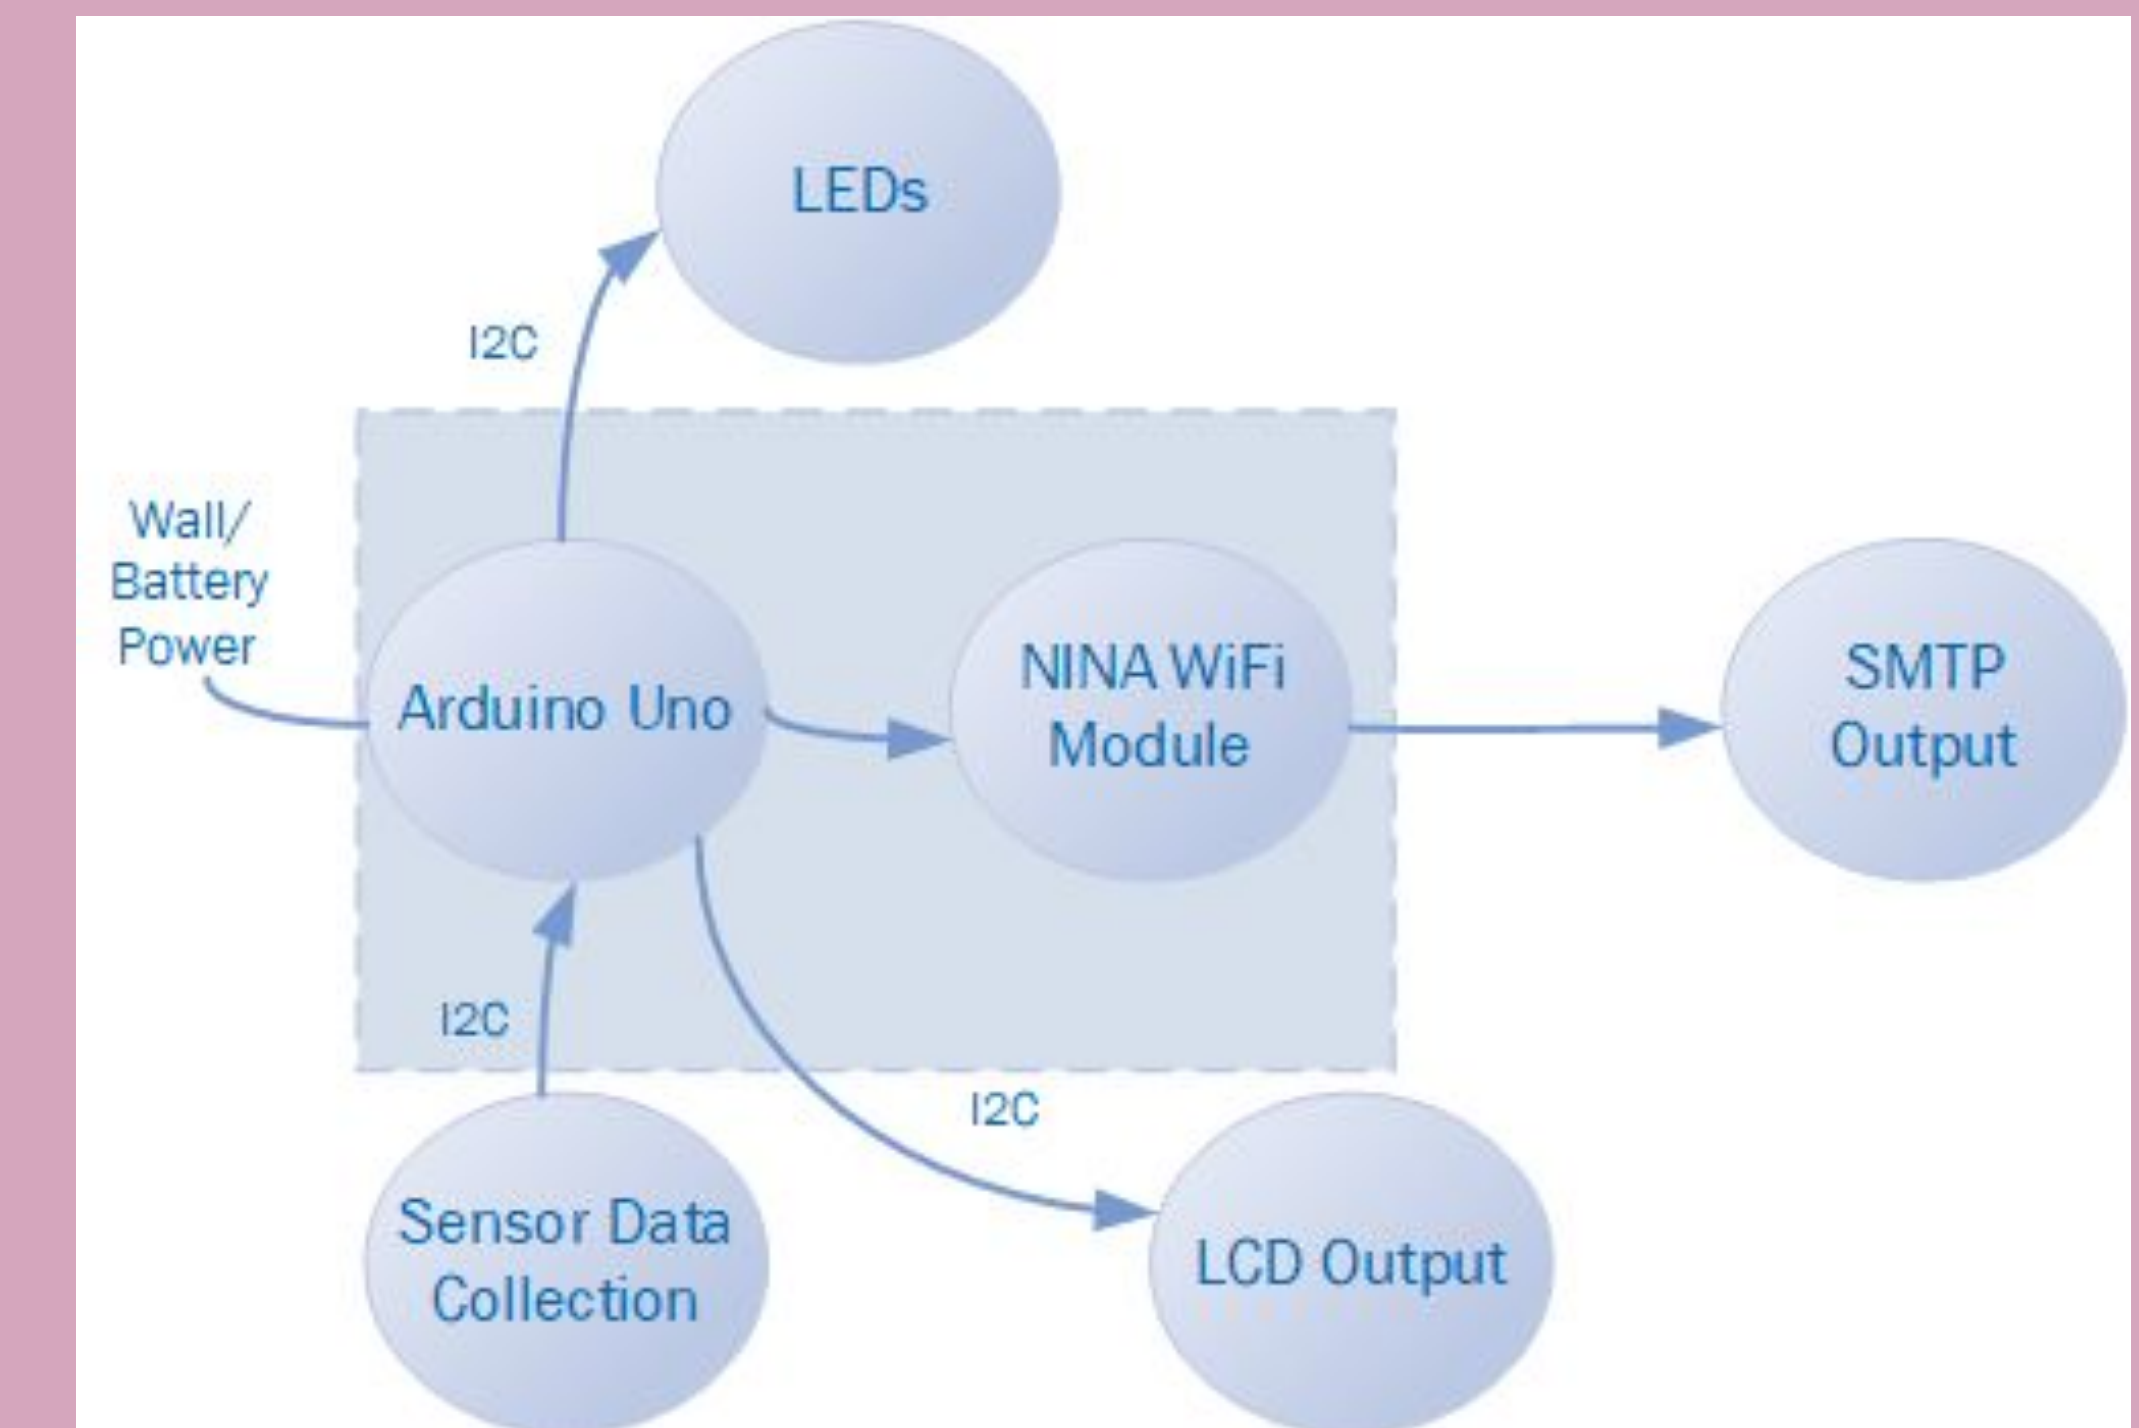 LEDs
I2C
Wall/
Battery
Power
Arduino Uno
NINA WiFi
Module
SMTP
Output
I2C
I2C
Sensor Data
Collection
LCD Output